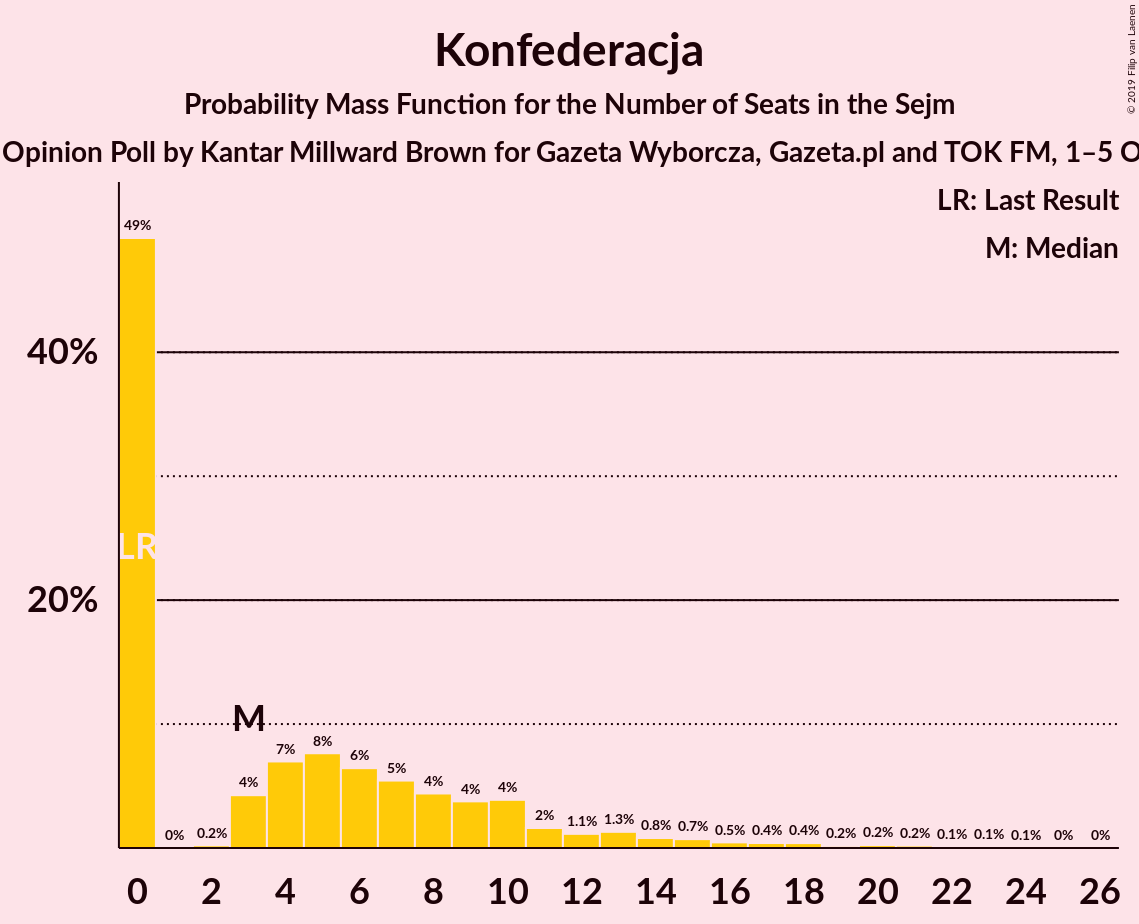 © 2019 Filip van Laenen
Konfederacja
Probability Mass Function for the Number of Seats in the Sejm
Opinion Poll by Kantar Millward Brown for Gazeta Wyborcza, Gazeta.pl and TOK FM, 1–5 O
LR: Last Result
M: Median
49%
40%
LR
20%
M
0% 0.2% 4% 7% 8% 6% 5% 4% 4% 4% 2% 1.1% 1.3% 0.8% 0.7% 0.5% 0.4% 0.4% 0.2% 0.2% 0.2% 0.1% 0.1% 0.1% 0% 0%
0 2 4 6 8 10 12 14 16 18 20 22 24 26